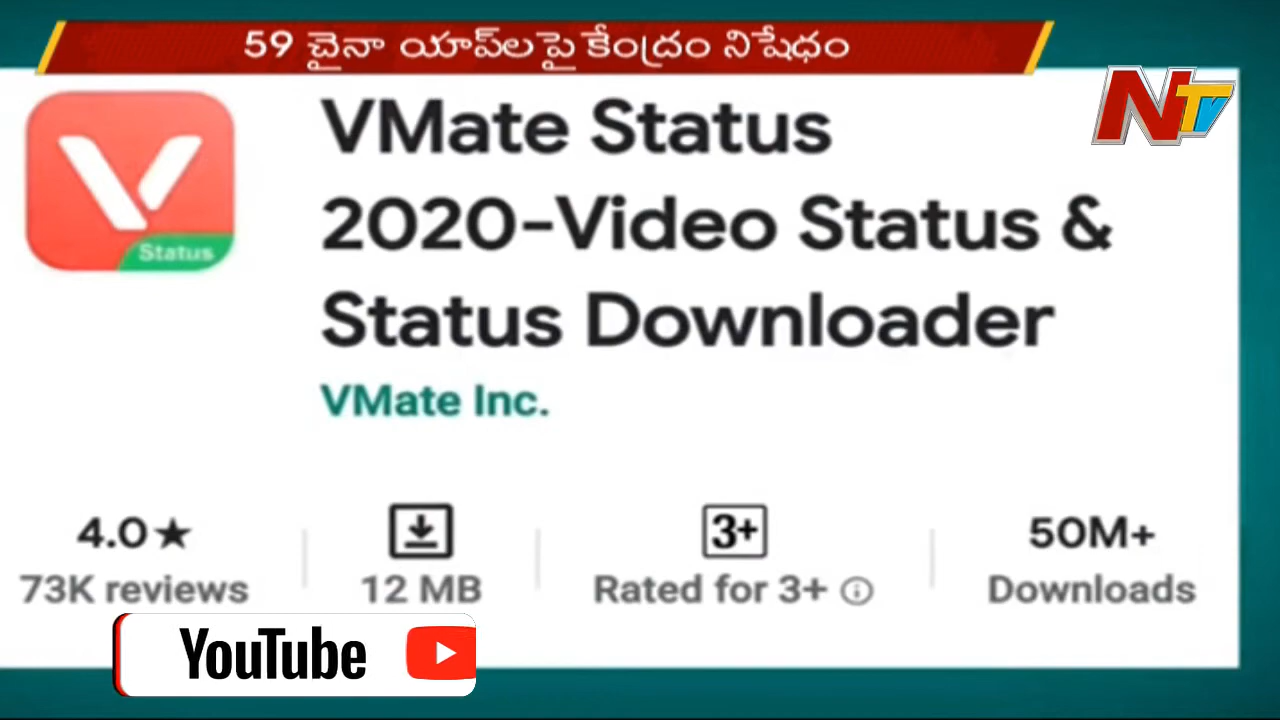 59 చైనా యాప్‌లపై కేంద్రం నిషేధం
NTV
VMate Status
2020-Video Status &
Status Downloader
Status
VMate Inc.
4.0★
73K reviews
12 MB
3+
Rated for 3+
50M+
Downloads
YouTube